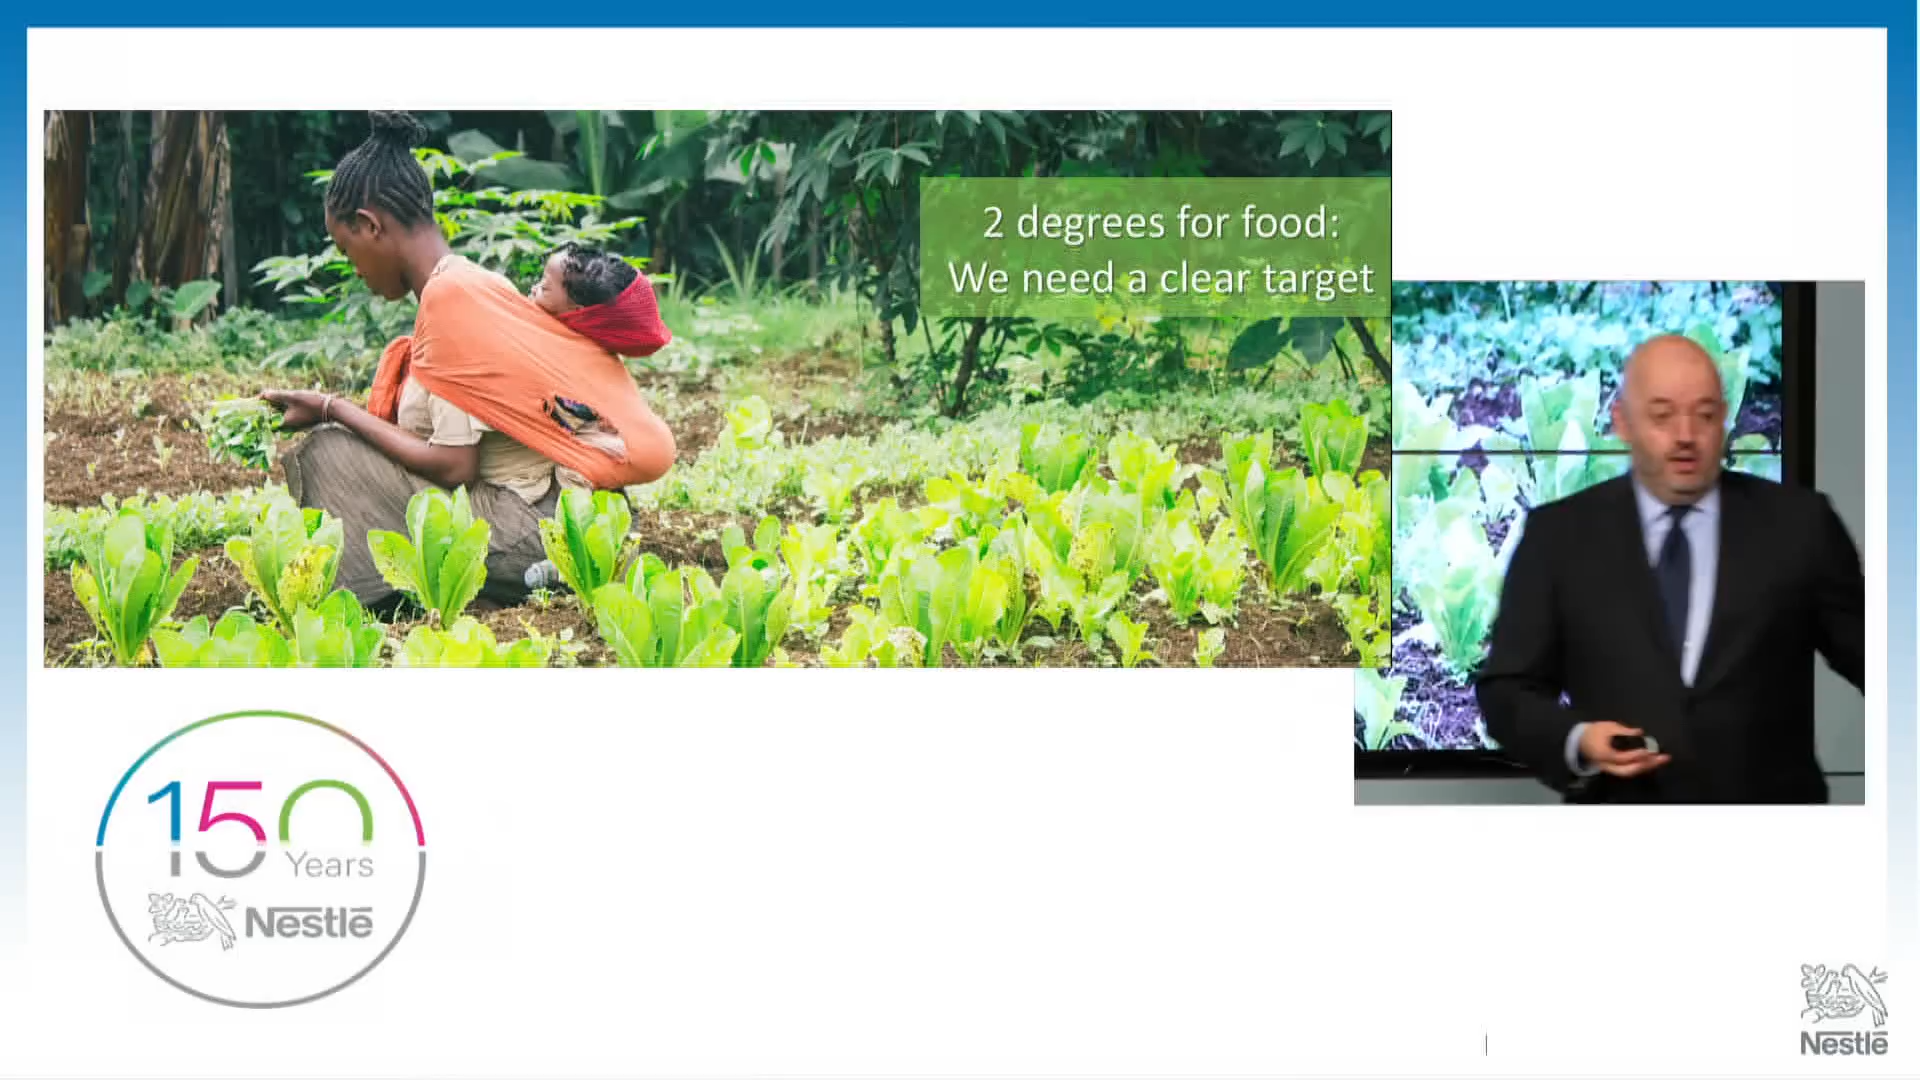 2 degrees for food:
We need a clear target
150
Years
Nestlé
Nestlé